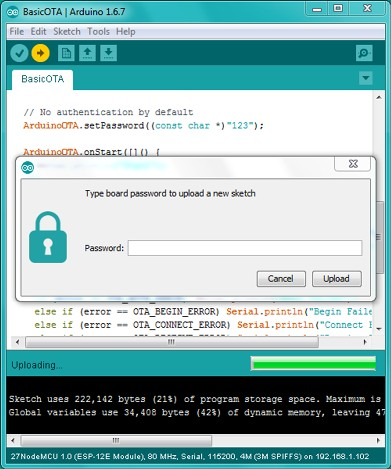 BasicOTA | Arduino 1.6.7
File Edit Sketch Tools Help
BasicOTA
// No authentication by default
ArduinoOTA.setPassword((const char *)"123");
ArduinoOTA.onStart([]() {
Type board password to upload a new sketch
Password:
Cancel Upload
else if (error == OTA_BEGIN_ERROR) Serial.println("Begin Faile
else if (error == OTA_CONNECT_ERROR) Serial.println("Connect F
Uploading...
Sketch uses 222,142 bytes (21%) of program storage space. Maximum is
Global variables use 34,408 bytes (42%) of dynamic memory, leaving 47
27NodeMCU 1.0 (ESP-12E Module), 80 MHz, Serial, 115200, 4M (3M SPIFFS) on 192.168.1.102